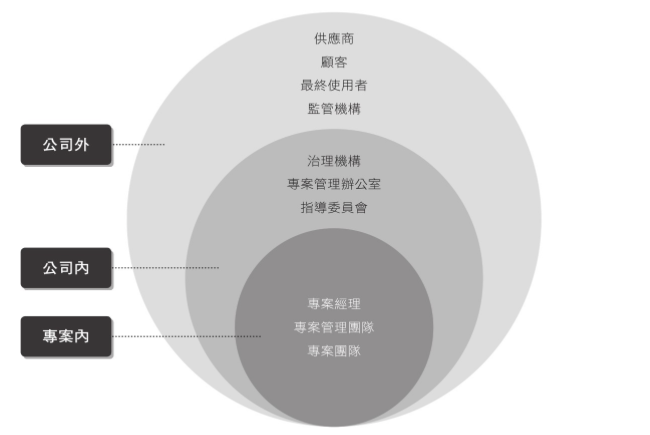 供應商
顧客
最終使用者
監管機構
公司外
治理機構
專案管理辦公室
指導委員會
公司內
專案經理
專案管理團隊
專案內
專案團隊